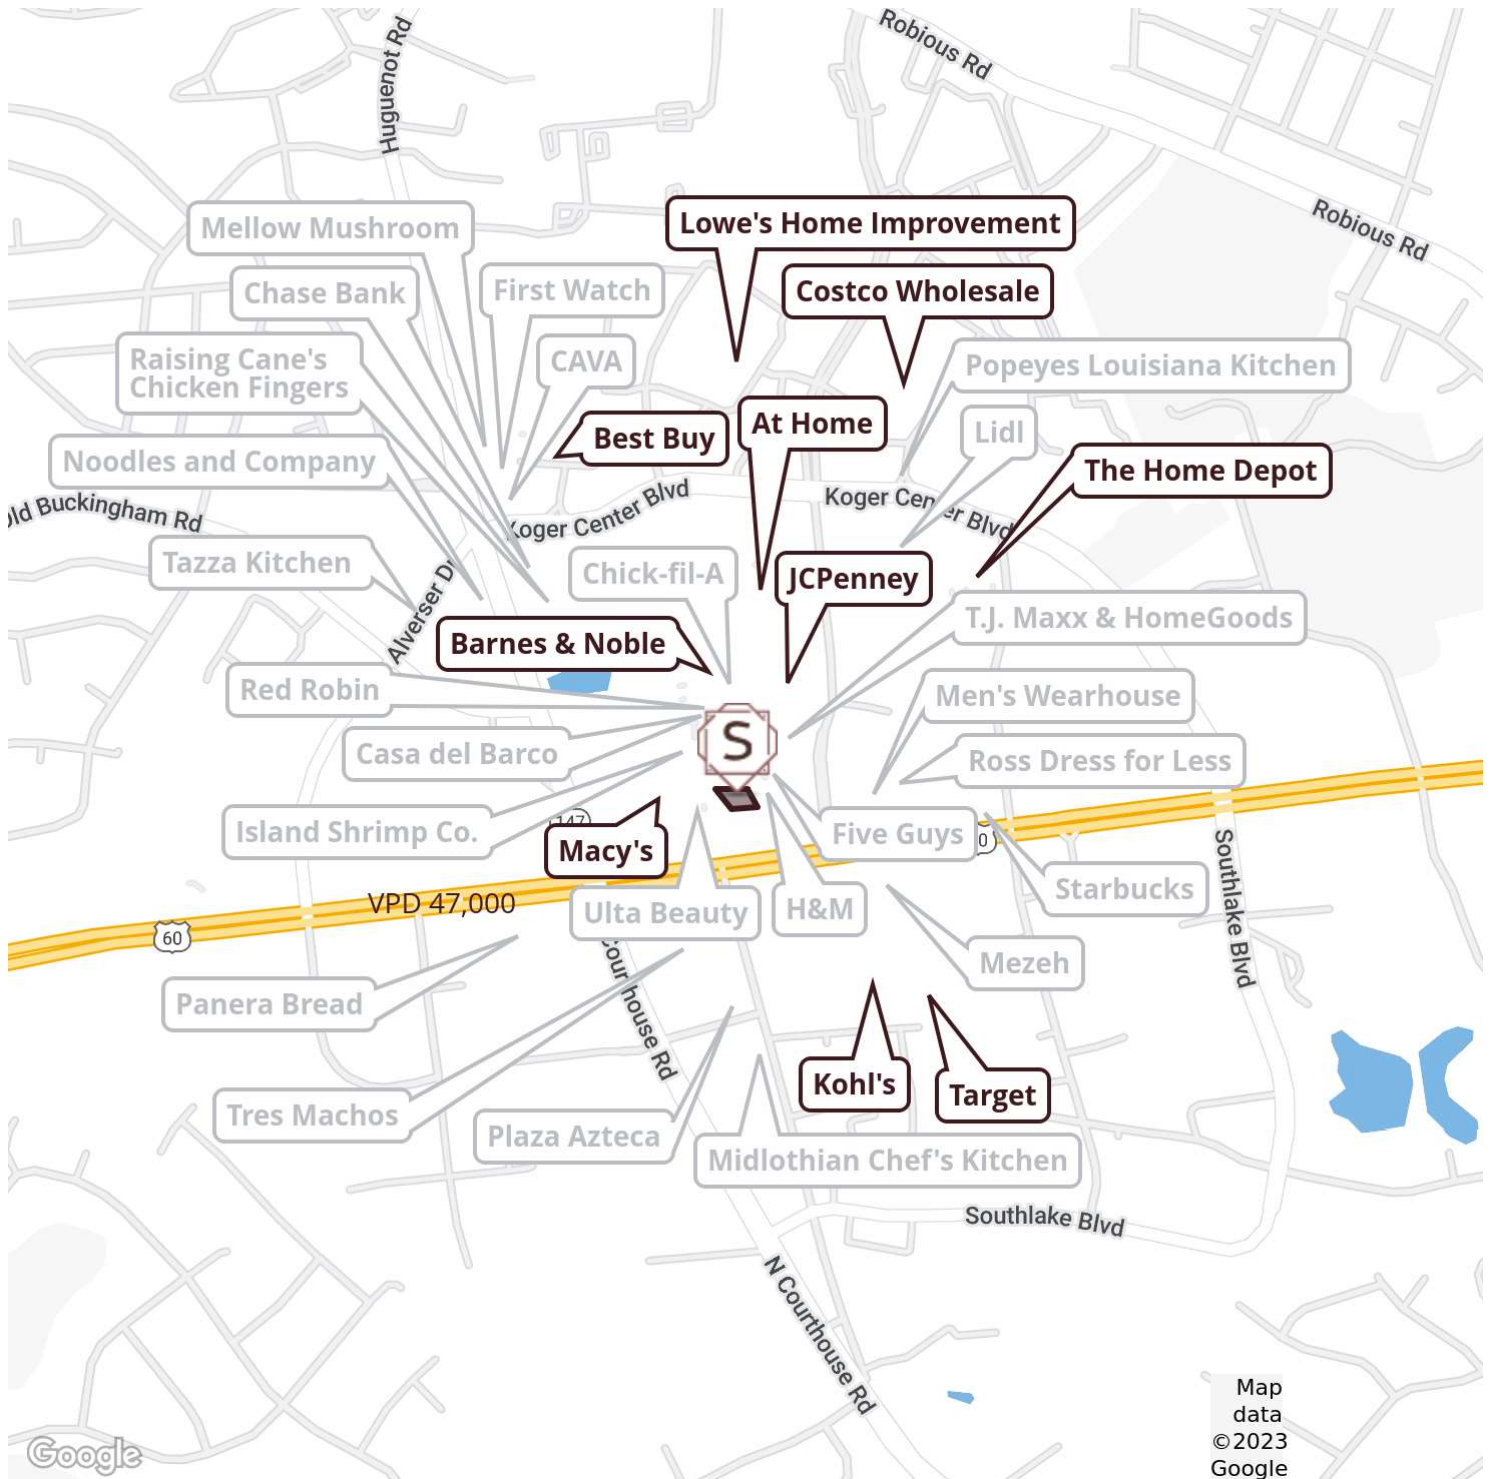 Robious Rd
Huguenot Rd
Mellow Mushroom
Lowe's Home Improvement
Robious Rd
Chase Bank
First Watch
Costco Wholesale
Raising Cane's
Chicken Fingers
CAVA
Popeyes Louisiana Kitchen
Best Buy
At Home
Lidl
Noodles and Company
The Home Depot
ld Buckingham Rd
Koger Center Blvd
Koger Center Blvd
Tazza Kitchen
Alverser D
Chick-fil-A
JCPenney
T.J. Maxx & HomeGoods
Barnes & Noble
Red Robin
Men's Wearhouse
Casa del Barco
S
Ross Dress for Less
Island Shrimp Co.
147
Macy's
Five Guys
0
Southlake Blvd
Starbucks
VPD 47,000
Ulta Beauty
H&M
60
Mezeh
Panera Bread
Courthouse Rd
Kohl's
Target
Tres Machos
Plaza Azteca
Midlothian Chef's Kitchen
Southlake Blvd
N Courthouse Rd
Map
data
©2023
Google
Google